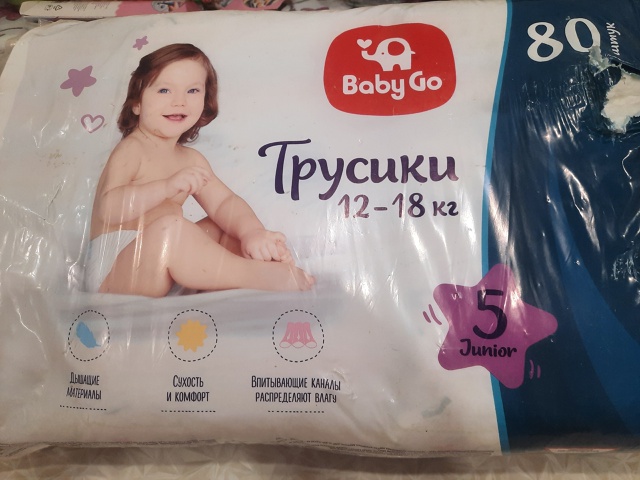 80
штук
Baby Go
Трусики
12-18 кг
5
Junior
Дышащие
материалы
Сухость
и комфорт
Впитывающие каналы
распределяют влагу